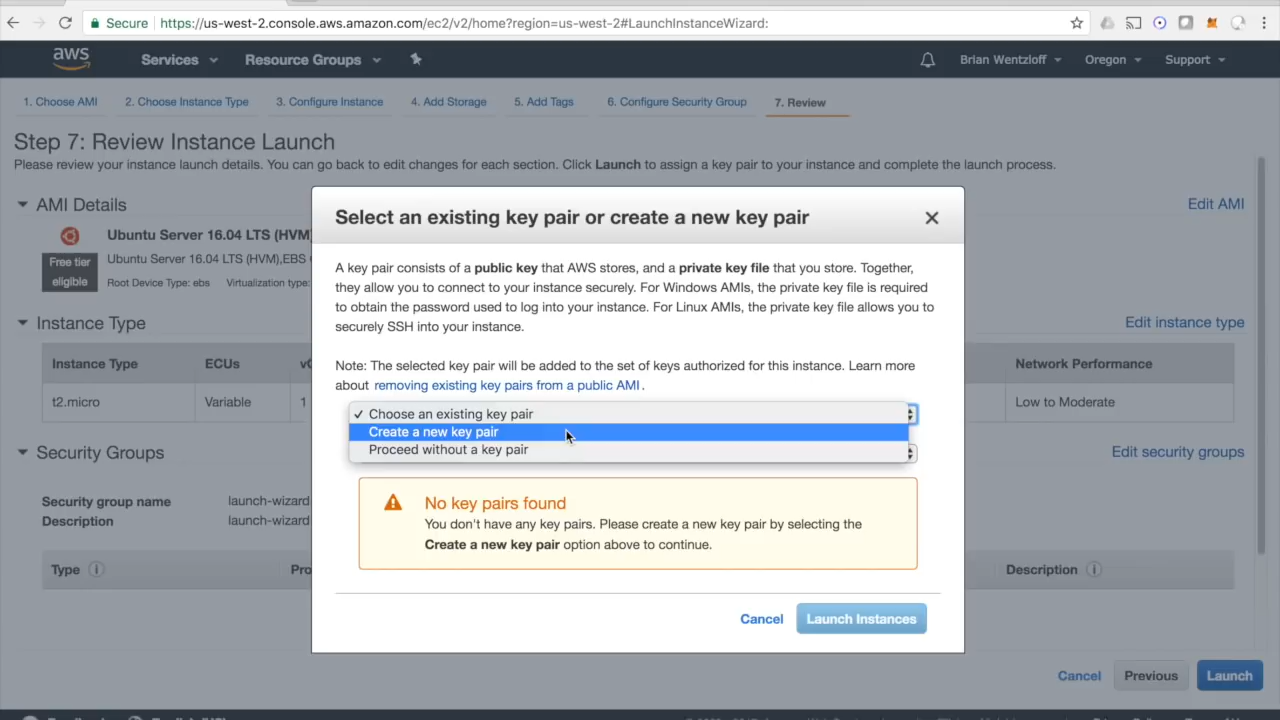 Secure
https://us-west-2.console.aws.amazon.com/ec2/v2/home?region=us-west-2#LaunchInstanceWizard:
aws
Services
Resource Groups
Brian Wentzloff
Oregon
Support
1. Choose AMI
2. Choose Instance Type
3. Configure Instance
4. Add Storage
5. Add Tags
6. Configure Security Group
7. Review
Step 7: Review Instance Launch
Please review your instance launch details. You can go back to edit changes for each section. Click Launch to assign a key pair to your instance and complete the launch process.
AMI Details
Edit AMI
Ubuntu Server 16.04 LTS (HVM)
Free tier
eligible
Ubuntu Server 16.04 LTS (HVM),EBS
Root Device Type: ebs
Virtualization type:
Instance Type
Edit instance type
Instance Type
ECUs
Network Performance
t2.micro
Variable
1
Low to Moderate
Security Groups
Edit security groups
Security group name
launch-wizard
Description
launch-wizard
Type
Description
Select an existing key pair or create a new key pair
A key pair consists of a public key that AWS stores, and a private key file that you store. Together,
they allow you to connect to your instance securely. For Windows AMIs, the private key file is required
to obtain the password used to log into your instance. For Linux AMIs, the private key file allows you to
securely SSH into your instance.
Note: The selected key pair will be added to the set of keys authorized for this instance. Learn more
about removing existing key pairs from a public AMI .
Choose an existing key pair
Create a new key pair
Proceed without a key pair
No key pairs found
You don't have any key pairs. Please create a new key pair by selecting the
Create a new key pair option above to continue.
Cancel
Launch Instances
Cancel
Previous
Launch